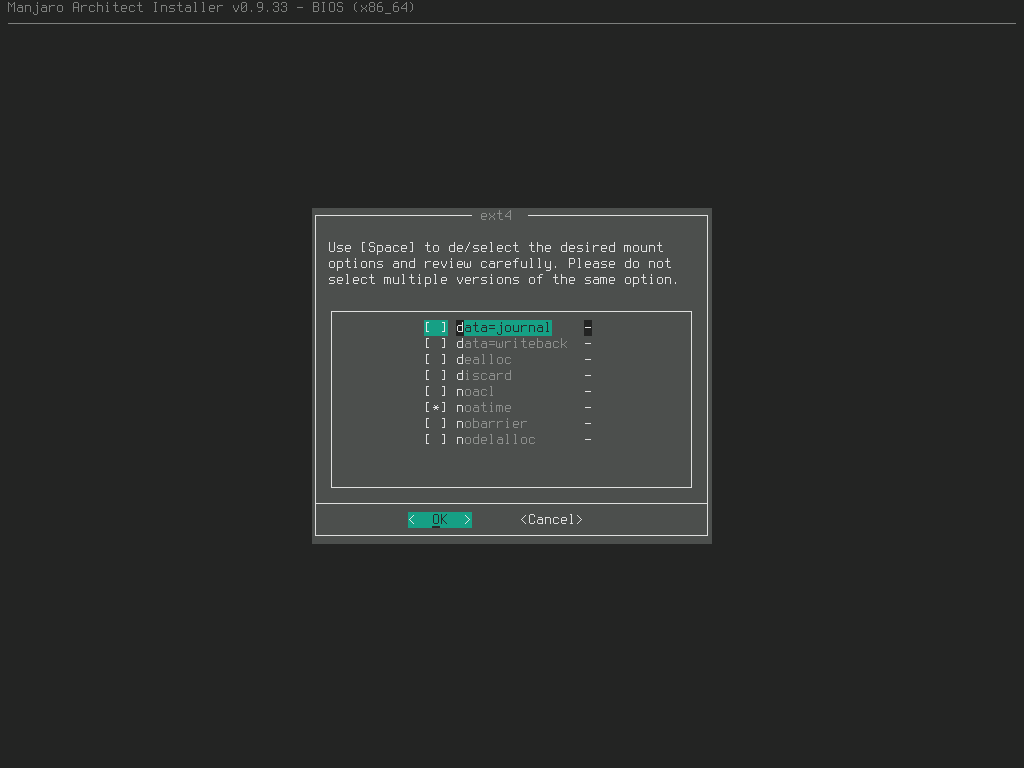 Manjaro Architect Installer v0.9.33 - BIOS (x86_64)
ext4
Use [Space] to de/select the desired mount
options and review carefully. Please do not
select multiple versions of the same option.
[ ] data=journal -
[ ] data=writeback -
[ ] dealloc -
[ ] discard -
[ ] noacl -
[*] noatime -
[ ] nobarrier -
[ ] nodelalloc -
< OK > <Cancel>